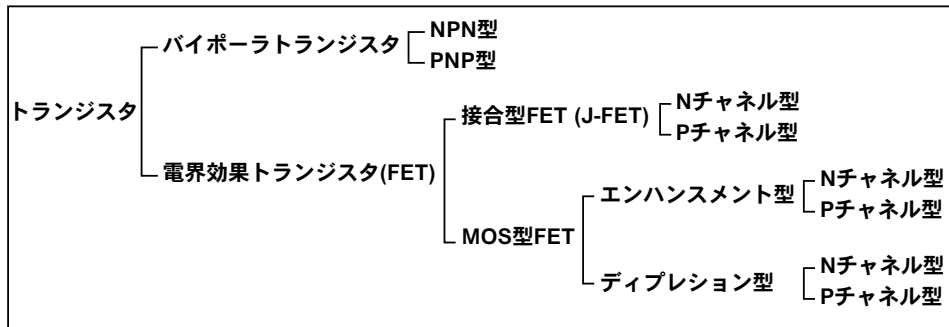 トランジスタ
バイポーラトランジスタ
NPN型
PNP型
電界効果トランジスタ(FET)
接合型FET (J-FET)
Nチャネル型
Pチャネル型
MOS型FET
エンハンスメント型
Nチャネル型
Pチャネル型
ディプレション型
Nチャネル型
Pチャネル型